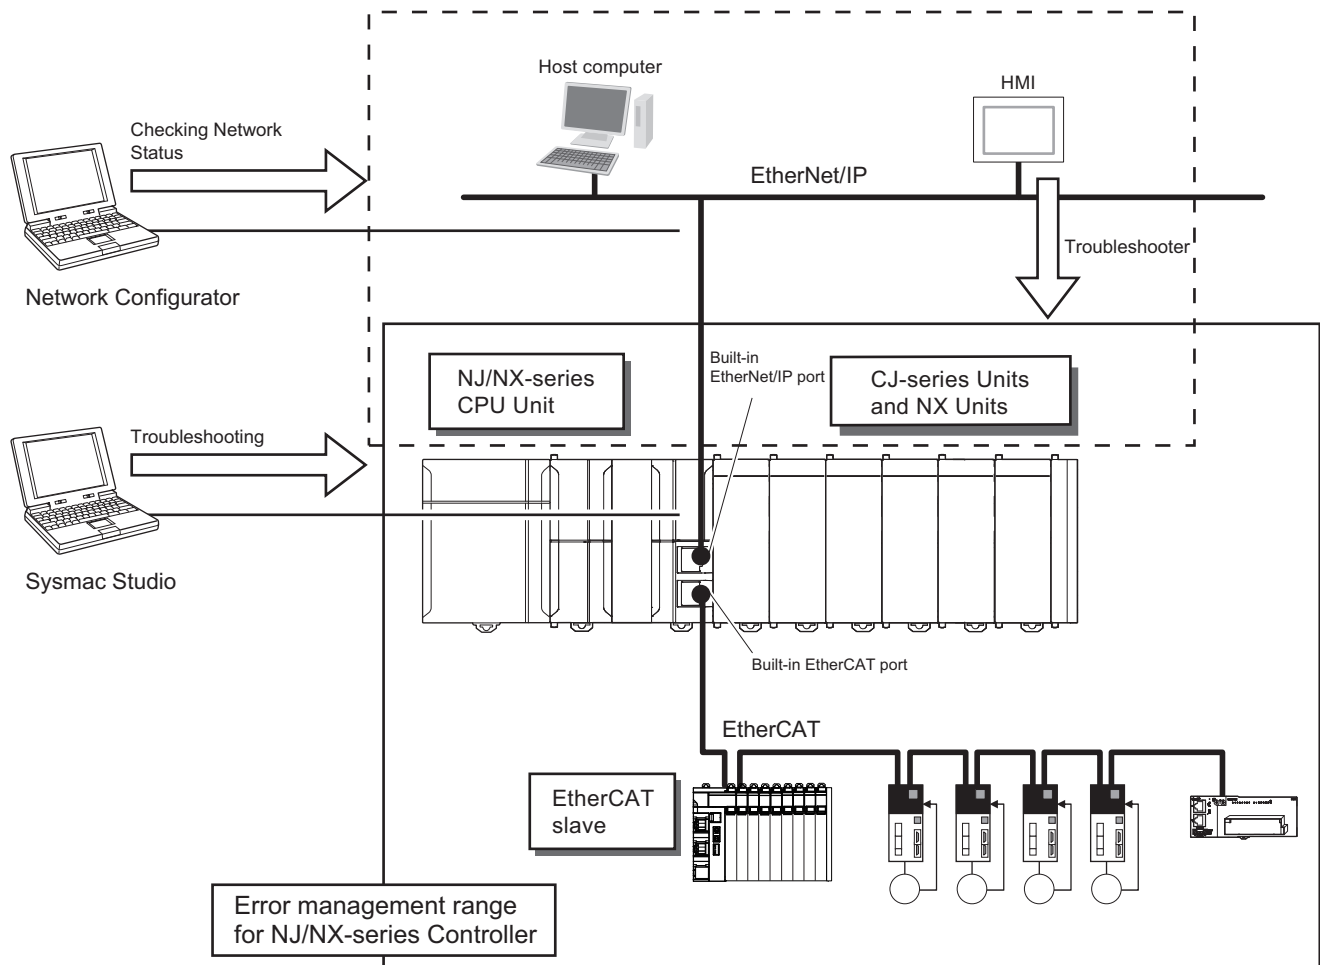 Host computer
HMI
Checking Network
Status
EtherNet/IP
Troubleshooter
Network Configurator
NJ/NX-series
CPU Unit
Built-in
EtherNet/IP port
CJ-series Units
and NX Units
Troubleshooting
Sysmac Studio
Built-in EtherCAT port
EtherCAT
EtherCAT
slave
Error management range
for NJ/NX-series Controller